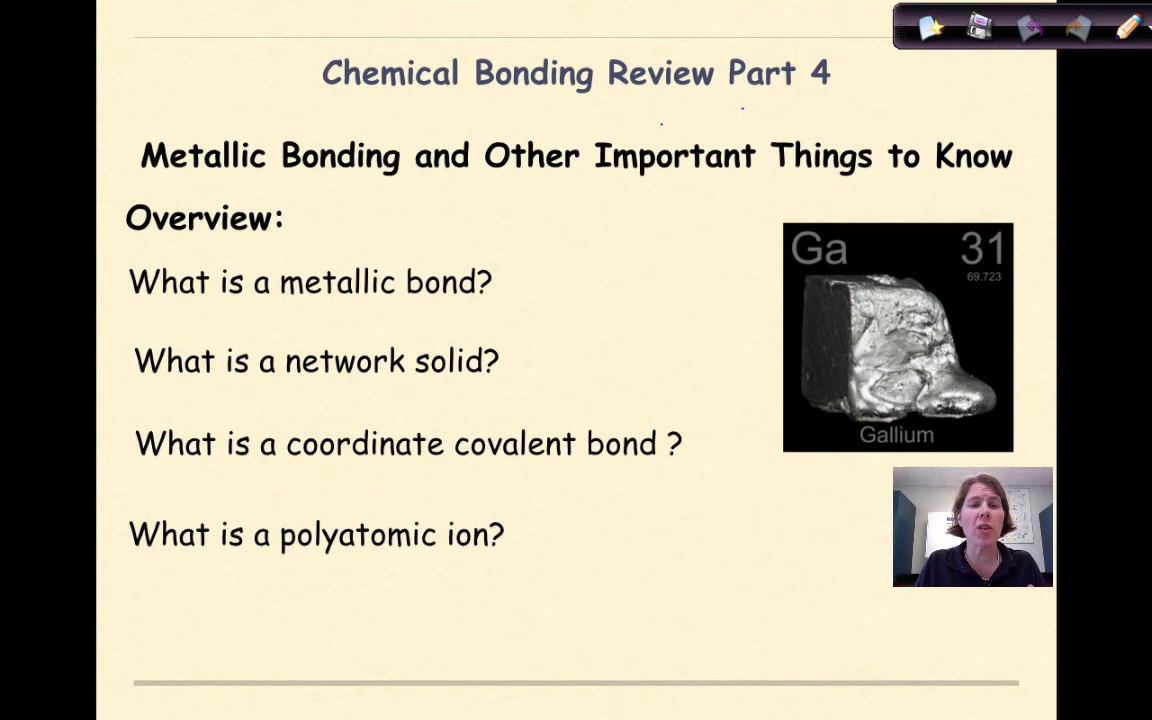 Chemical Bonding Review Part 4
Metallic Bonding and Other Important Things to Know
Overview:
What is a metallic bond?
What is a network solid?
What is a coordinate covalent bond ?
What is a polyatomic ion?
Ga 31
69.723
Gallium